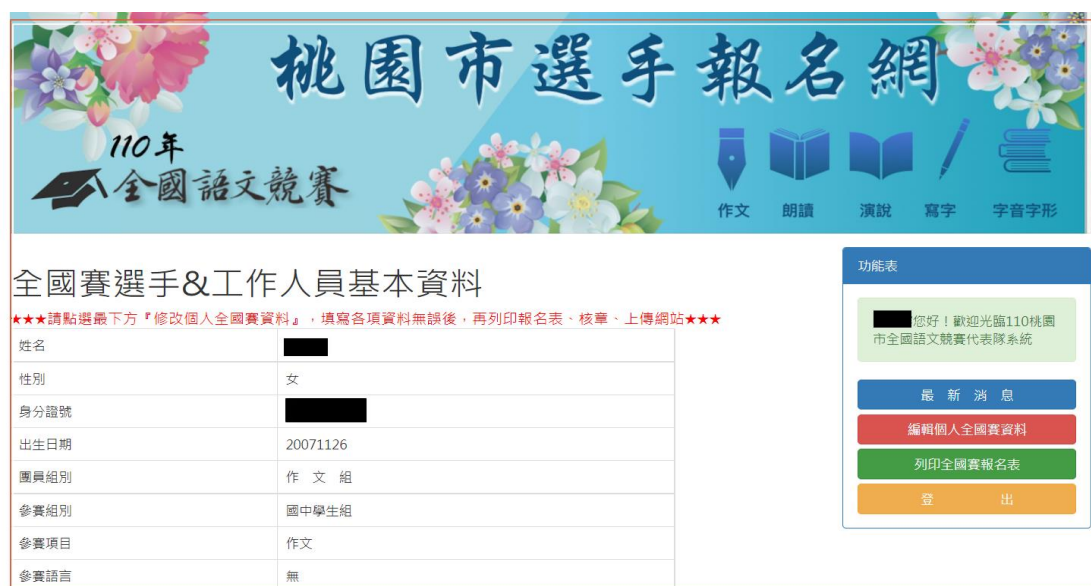 桃園市選手報名網
110年
全國語文競賽
作文 朗讀 演說 寫字 字音字形
全國賽選手&工作人員基本資料
★★★請點選最下方『修改個人全國賽資料』，填寫各項資料無誤後，再列印報名表、核章、上傳網站★★★
姓名
性別 女
身分證號
出生日期 20071126
團員組別 作 文 組
參賽組別 國中學生組
參賽項目 作文
參賽語言 無
功能表
您好！歡迎光臨110桃園
市全國語文競賽代表隊系統
最 新 消 息
編輯個人全國賽資料
列印全國賽報名表
登 出